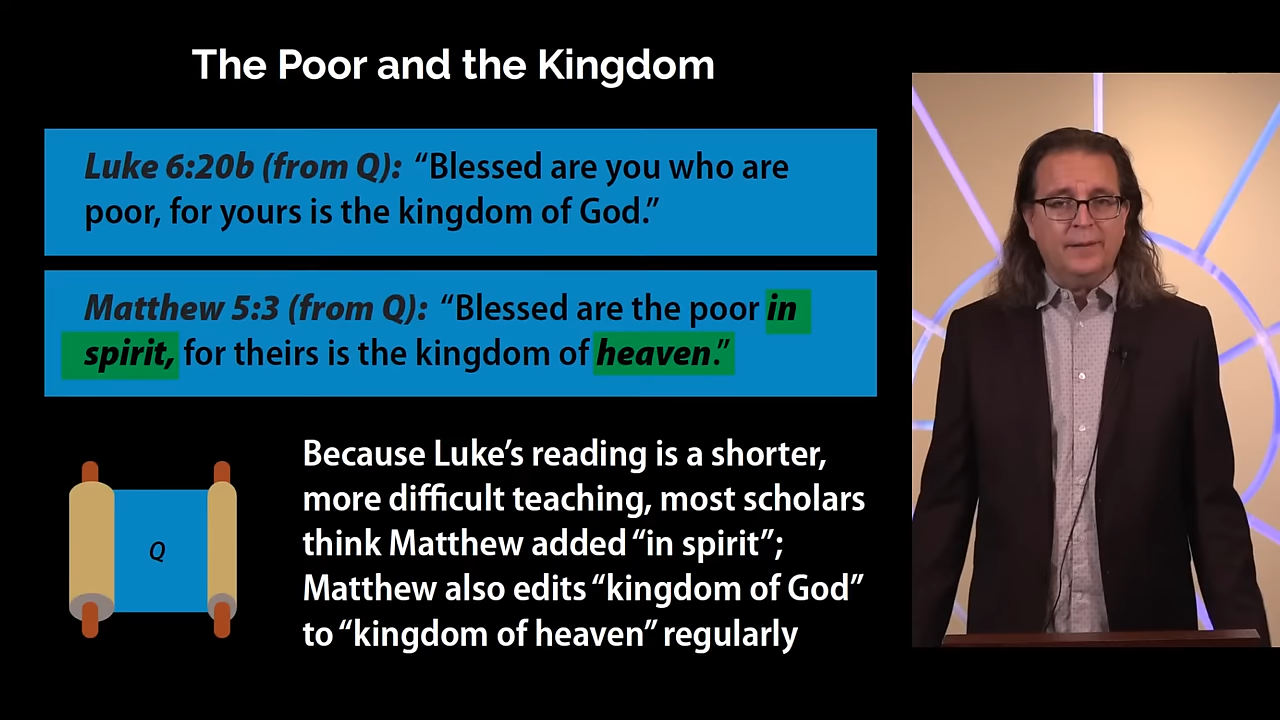 The Poor and the Kingdom
Luke 6:20b (from Q): “Blessed are you who are
poor, for yours is the kingdom of God.”
Matthew 5:3 (from Q): “Blessed are the poor in
spirit, for theirs is the kingdom of heaven.”
Q
Because Luke’s reading is a shorter,
more difficult teaching, most scholars
think Matthew added “in spirit”;
Matthew also edits “kingdom of God”
to “kingdom of heaven” regularly